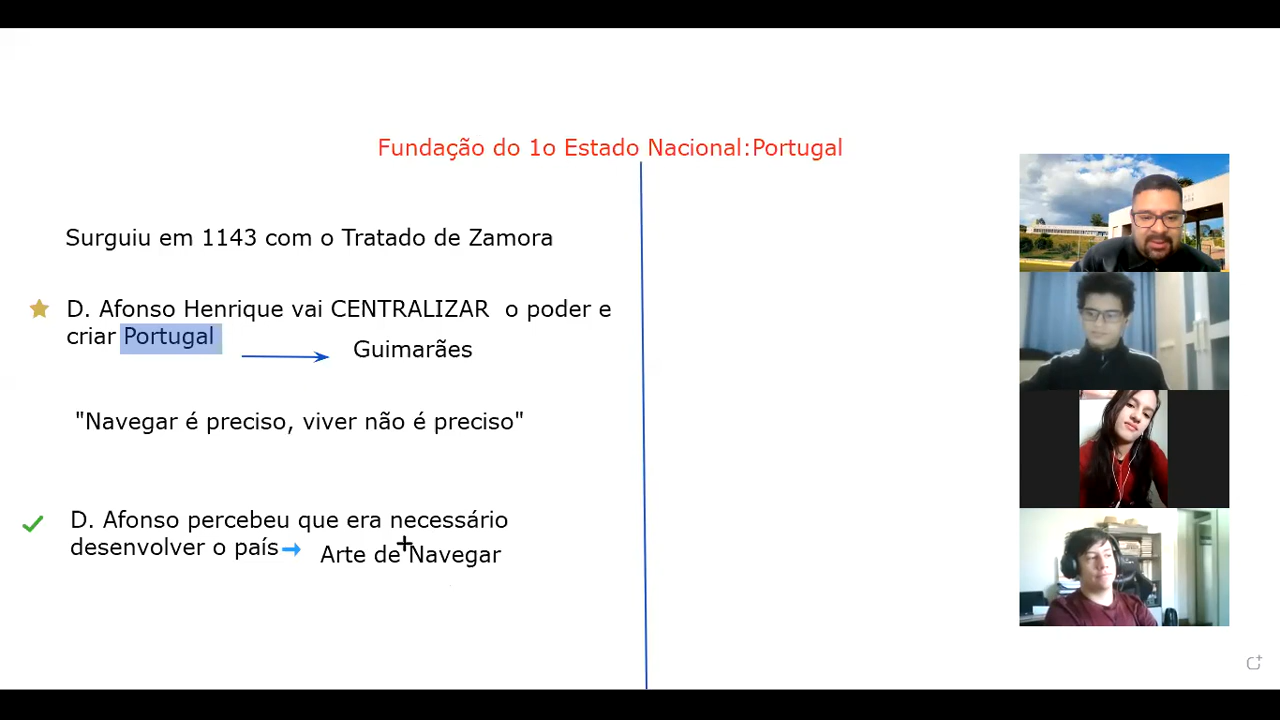 Fundação do 1o Estado Nacional:Portugal
Surguiu em 1143 com o Tratado de Zamora
D. Afonso Henrique vai CENTRALIZAR o poder e
criar Portugal
Guimarães
"Navegar é preciso, viver não é preciso"
D. Afonso percebeu que era necessário
desenvolver o país
Arte de Navegar